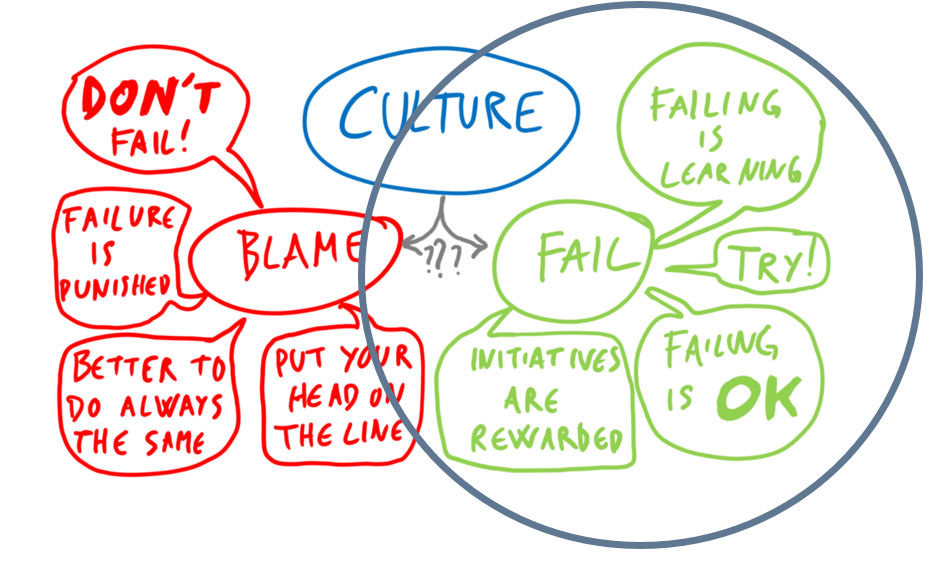 DON'T
FAIL!
CULTURE
FAILING
IS
LEARNING
FAILURE
IS
PUNISHED
BLAME
???
FAIL
TRY!
BETTER TO
DO ALWAYS
THE SAME
PUT YOUR
HEAD ON
THE LINE
INITIATIVES
ARE
REWARDED
FAILING
IS OK